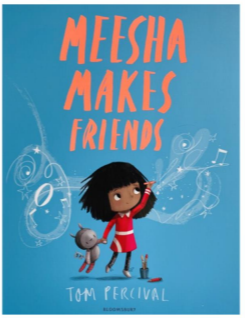 MEESHA
MAKES
FRIENDS
TOM PERCIVAL
BLOOMSBURY